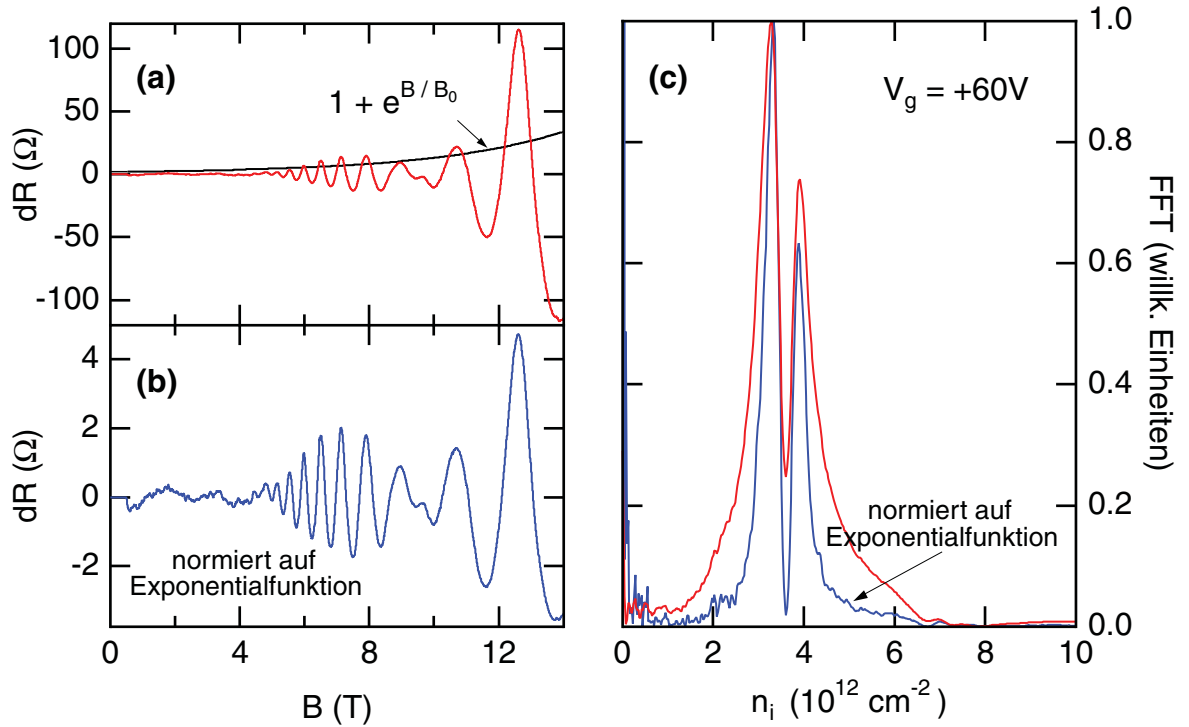 (a)
1 + e^{B / B_0}
dR (Ω)
100
50
0
-50
-100
(b)
dR (Ω)
4
2
0
-2
normiert auf
Exponentialfunktion
0
4
8
12
B (T)
(c)
V_g = +60V
normiert auf
Exponentialfunktion
1.0
0.8
0.6
0.4
0.2
0.0
FFT (willk. Einheiten)
0
2
4
6
8
10
n_i (10^{12} cm^{-2})